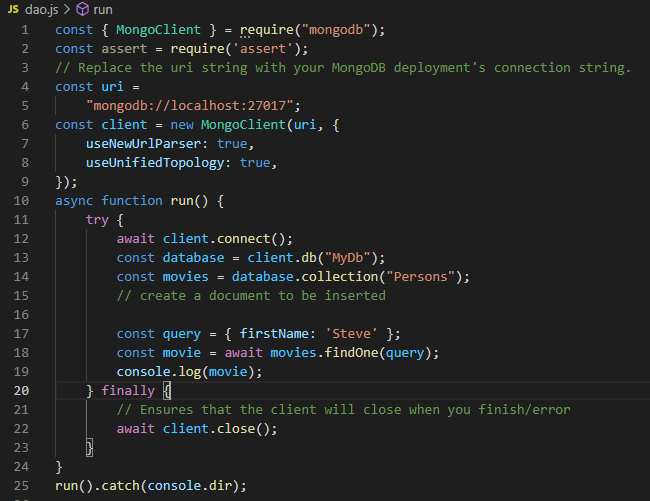 JS dao.js > run
1 const { MongoClient } = require("mongodb");
2 const assert = require('assert');
3 // Replace the uri string with your MongoDB deployment's connection string.
4 const uri =
5     "mongodb://localhost:27017";
6 const client = new MongoClient(uri, {
7     useNewUrlParser: true,
8     useUnifiedTopology: true,
9 });
10 async function run() {
11     try {
12         await client.connect();
13         const database = client.db("MyDb");
14         const movies = database.collection("Persons");
15         // create a document to be inserted
16
17         const query = { firstName: 'Steve' };
18         const movie = await movies.findOne(query);
19         console.log(movie);
20     } finally {
21         // Ensures that the client will close when you finish/error
22         await client.close();
23     }
24 }
25 run().catch(console.dir);